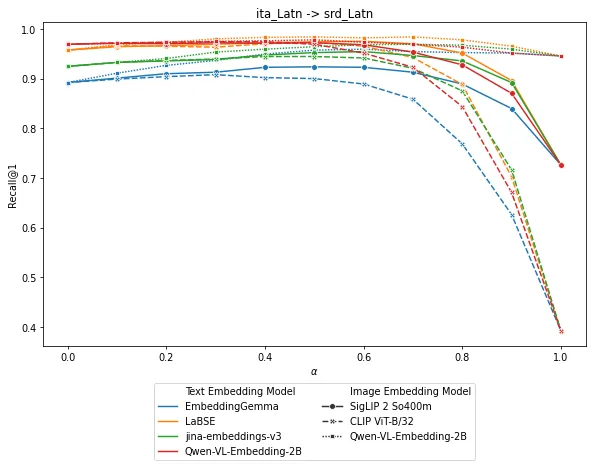 ita_Latn -> srd_Latn
1.0
0.9
0.8
0.7
0.6
0.5
0.4
Recall@1
0.0 0.2 0.4 0.6 0.8 1.0
α
Text Embedding Model Image Embedding Model
EmbeddingGemma SigLIP 2 So400m
LaBSE CLIP ViT-B/32
jina-embeddings-v3 Qwen-VL-Embedding-2B
Qwen-VL-Embedding-2B